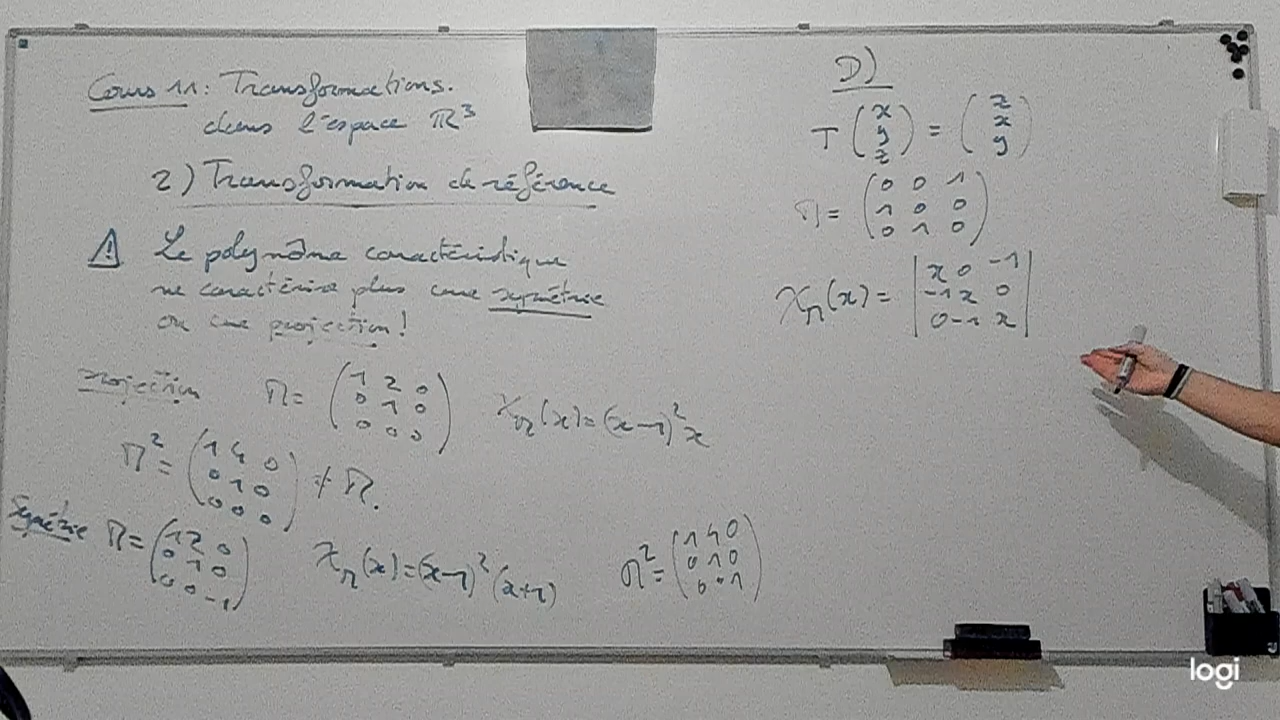 Cours 11: Transformations.
dans l'espace ℝ³
2) Transformation de référence
⚠ Le polynôme caractéristique
ne caractérise plus une symétrie
ou une projection!
projection M= (1 2 0 / 0 1 0 / 0 0 0) χ_M(x)=(x-1)²x
M²= (1 4 0 / 0 1 0 / 0 0 0) ≠ M.
Symétrie M= (1 2 0 / 0 1 0 / 0 0 -1) χ_M(x)=(x-1)²(x+1) M²= (1 4 0 / 0 1 0 / 0 0 1)
D)
T (x / y / z) = (z / x / y)
M= (0 0 1 / 1 0 0 / 0 1 0)
χ_M(x)= |x 0 -1 / -1 x 0 / 0 -1 x|
logi